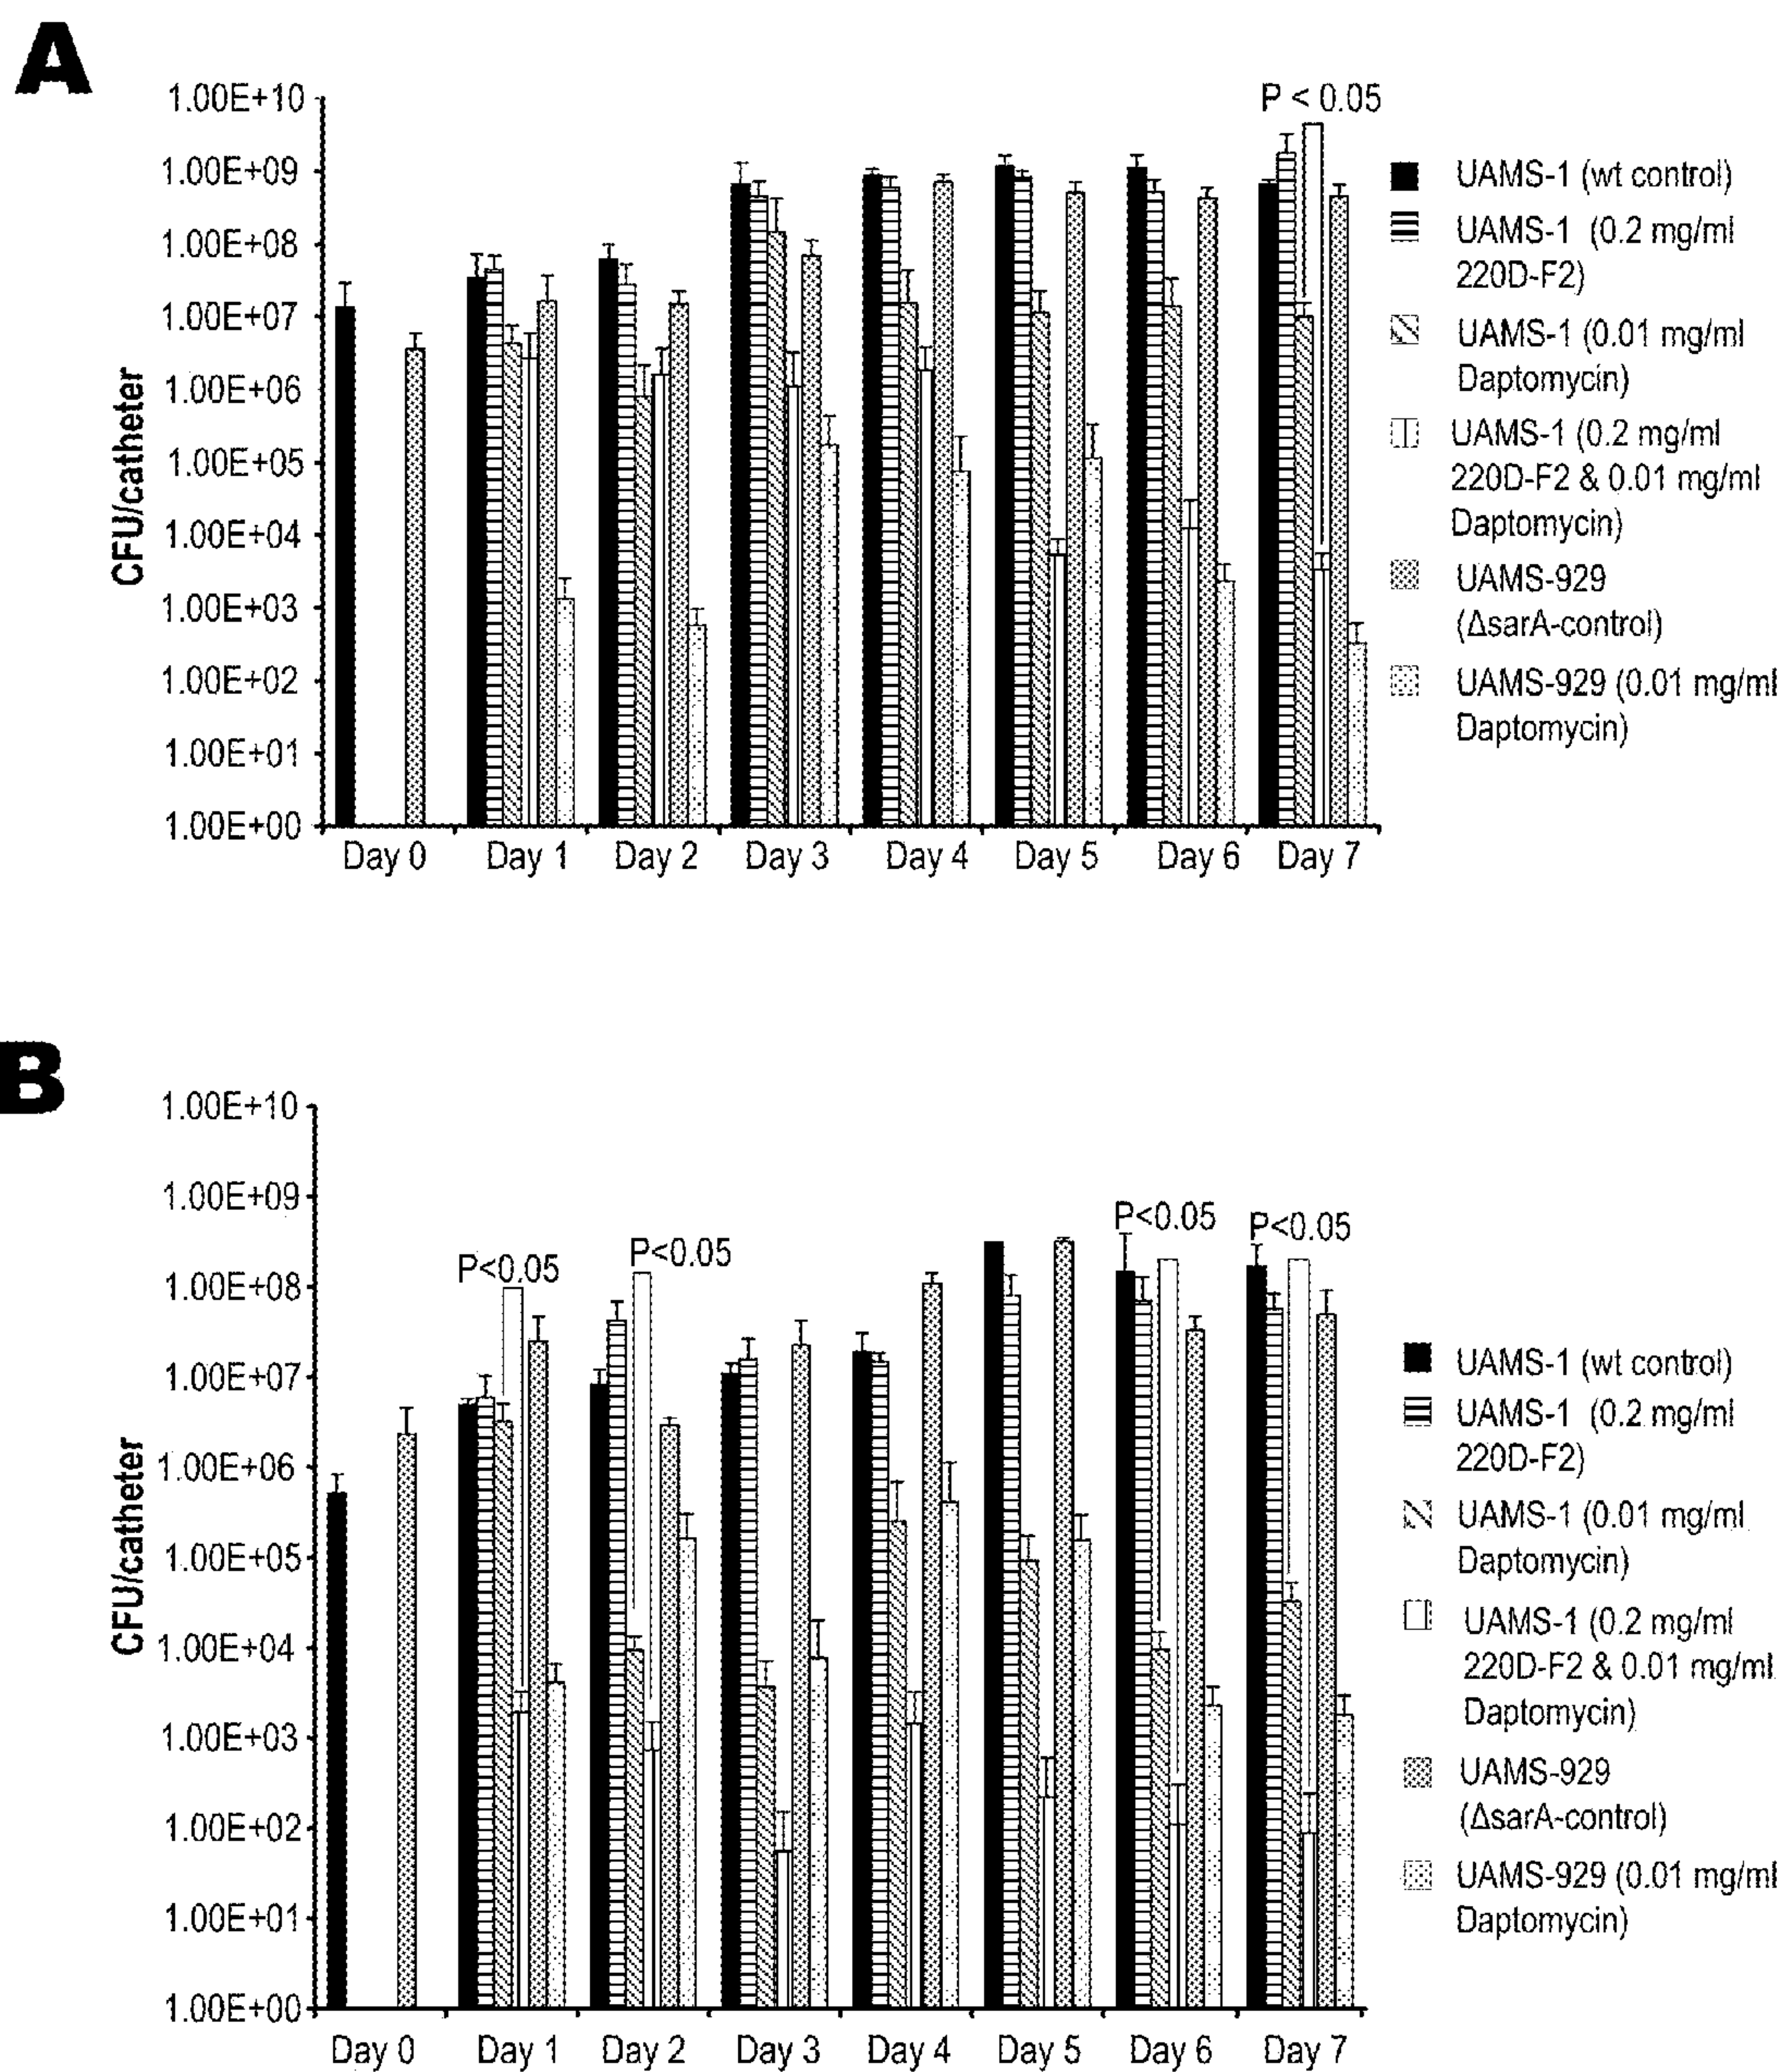 A
1.00E+10
1.00E+09
1.00E+08
1.00E+07
1.00E+06
1.00E+05
1.00E+04
1.00E+03
1.00E+02
1.00E+01
1.00E+00
CFU/catheter
P < 0.05
Day 0 Day 1 Day 2 Day 3 Day 4 Day 5 Day 6 Day 7
UAMS-1 (wt control)
UAMS-1 (0.2 mg/ml
220D-F2)
UAMS-1 (0.01 mg/ml
Daptomycin)
UAMS-1 (0.2 mg/ml
220D-F2 & 0.01 mg/ml
Daptomycin)
UAMS-929
(ΔsarA-control)
UAMS-929 (0.01 mg/ml
Daptomycin)
B
1.00E+10
1.00E+09
1.00E+08
1.00E+07
1.00E+06
1.00E+05
1.00E+04
1.00E+03
1.00E+02
1.00E+01
1.00E+00
CFU/catheter
P<0.05
P<0.05
P<0.05
P<0.05
Day 0 Day 1 Day 2 Day 3 Day 4 Day 5 Day 6 Day 7
UAMS-1 (wt control)
UAMS-1 (0.2 mg/ml
220D-F2)
UAMS-1 (0.01 mg/ml
Daptomycin)
UAMS-1 (0.2 mg/ml
220D-F2 & 0.01 mg/ml
Daptomycin)
UAMS-929
(ΔsarA-control)
UAMS-929 (0.01 mg/ml
Daptomycin)